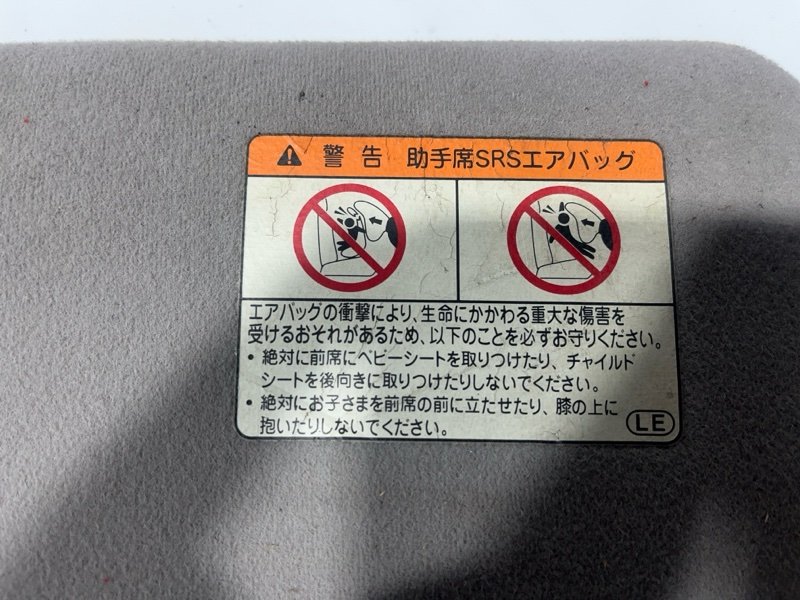 警告 助手席SRSエアバッグ
エアバッグの衝撃により、生命にかかわる重大な傷害を
受けるおそれがあるため、以下のことを必ずお守りください。
・絶対に前席にベビーシートを取りつけたり、チャイルド
シートを後向きに取りつけたりしないでください。
・絶対にお子さまを前席の前に立たせたり、膝の上に
抱いたりしないでください。
LE